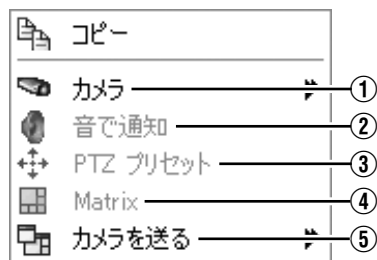 コピー
カメラ ①
音で通知 ②
PTZ プリセット ③
Matrix ④
カメラを送る ⑤